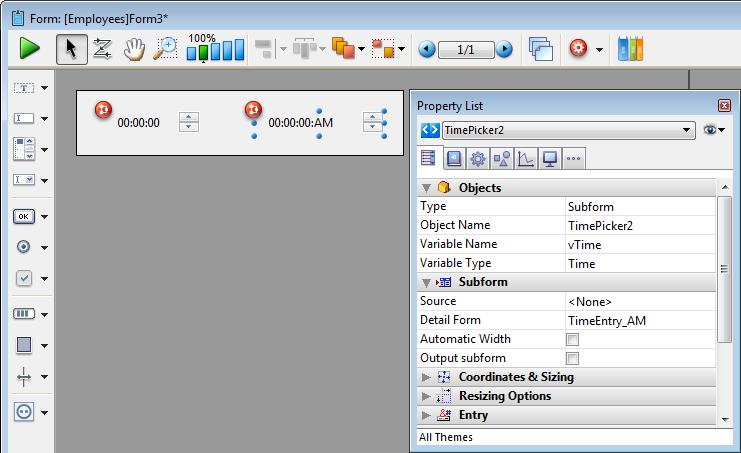 Form: [Employees]Form3*
100%
1/1
00:00:00
00:00:00:AM
OK
Property List
TimePicker2
Objects
Type Subform
Object Name TimePicker2
Variable Name vTime
Variable Type Time
Subform
Source <None>
Detail Form TimeEntry_AM
Automatic Width
Output subform
Coordinates & Sizing
Resizing Options
Entry
All Themes